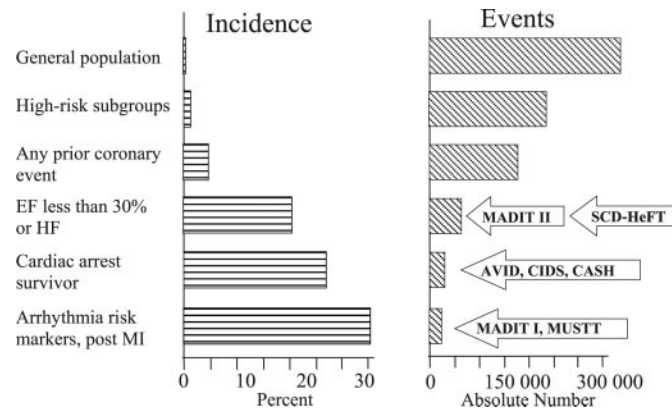 Incidence
Events
General population
High-risk subgroups
Any prior coronary
event
EF less than 30%
or HF
MADIT II
SCD-HeFT
Cardiac arrest
survivor
AVID, CIDS, CASH
Arrhythmia risk
markers, post MI
MADIT I, MUSTT
0 10 20 30
Percent
0 150 000 300 000
Absolute Number